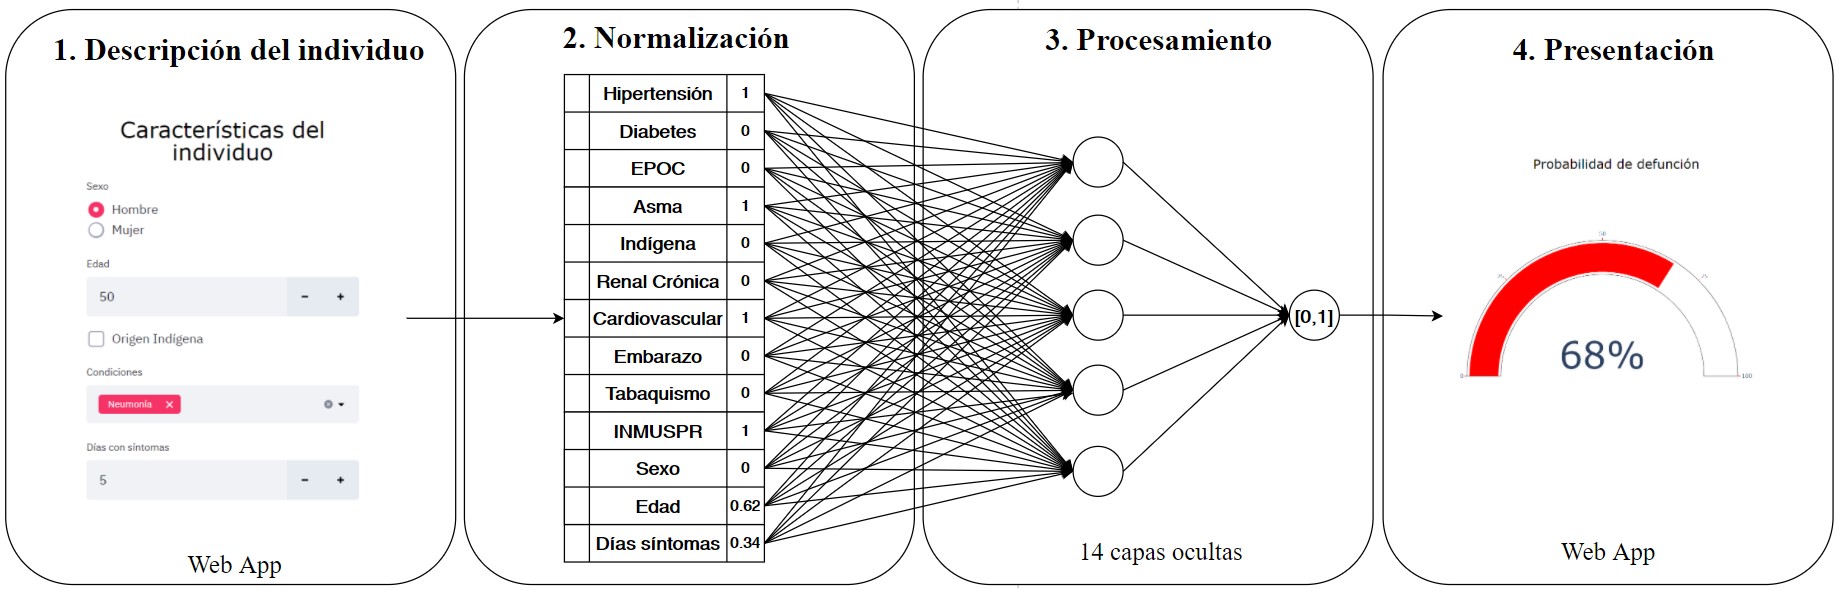 1. Descripción del individuo
Características del
individuo
Sexo
Hombre
Mujer
Edad
50 - +
Origen Indígena
Condiciones
Neumonía ×
Días con síntomas
5 - +
Web App
2. Normalización
Hipertensión 1
Diabetes 0
EPOC 0
Asma 1
Indígena 0
Renal Crónica 0
Cardiovascular 1
Embarazo 0
Tabaquismo 0
INMUSPR 1
Sexo 0
Edad 0.62
Días síntomas 0.34
3. Procesamiento
[0,1]
14 capas ocultas
4. Presentación
Probabilidad de defunción
50
0
68%
100
Web App